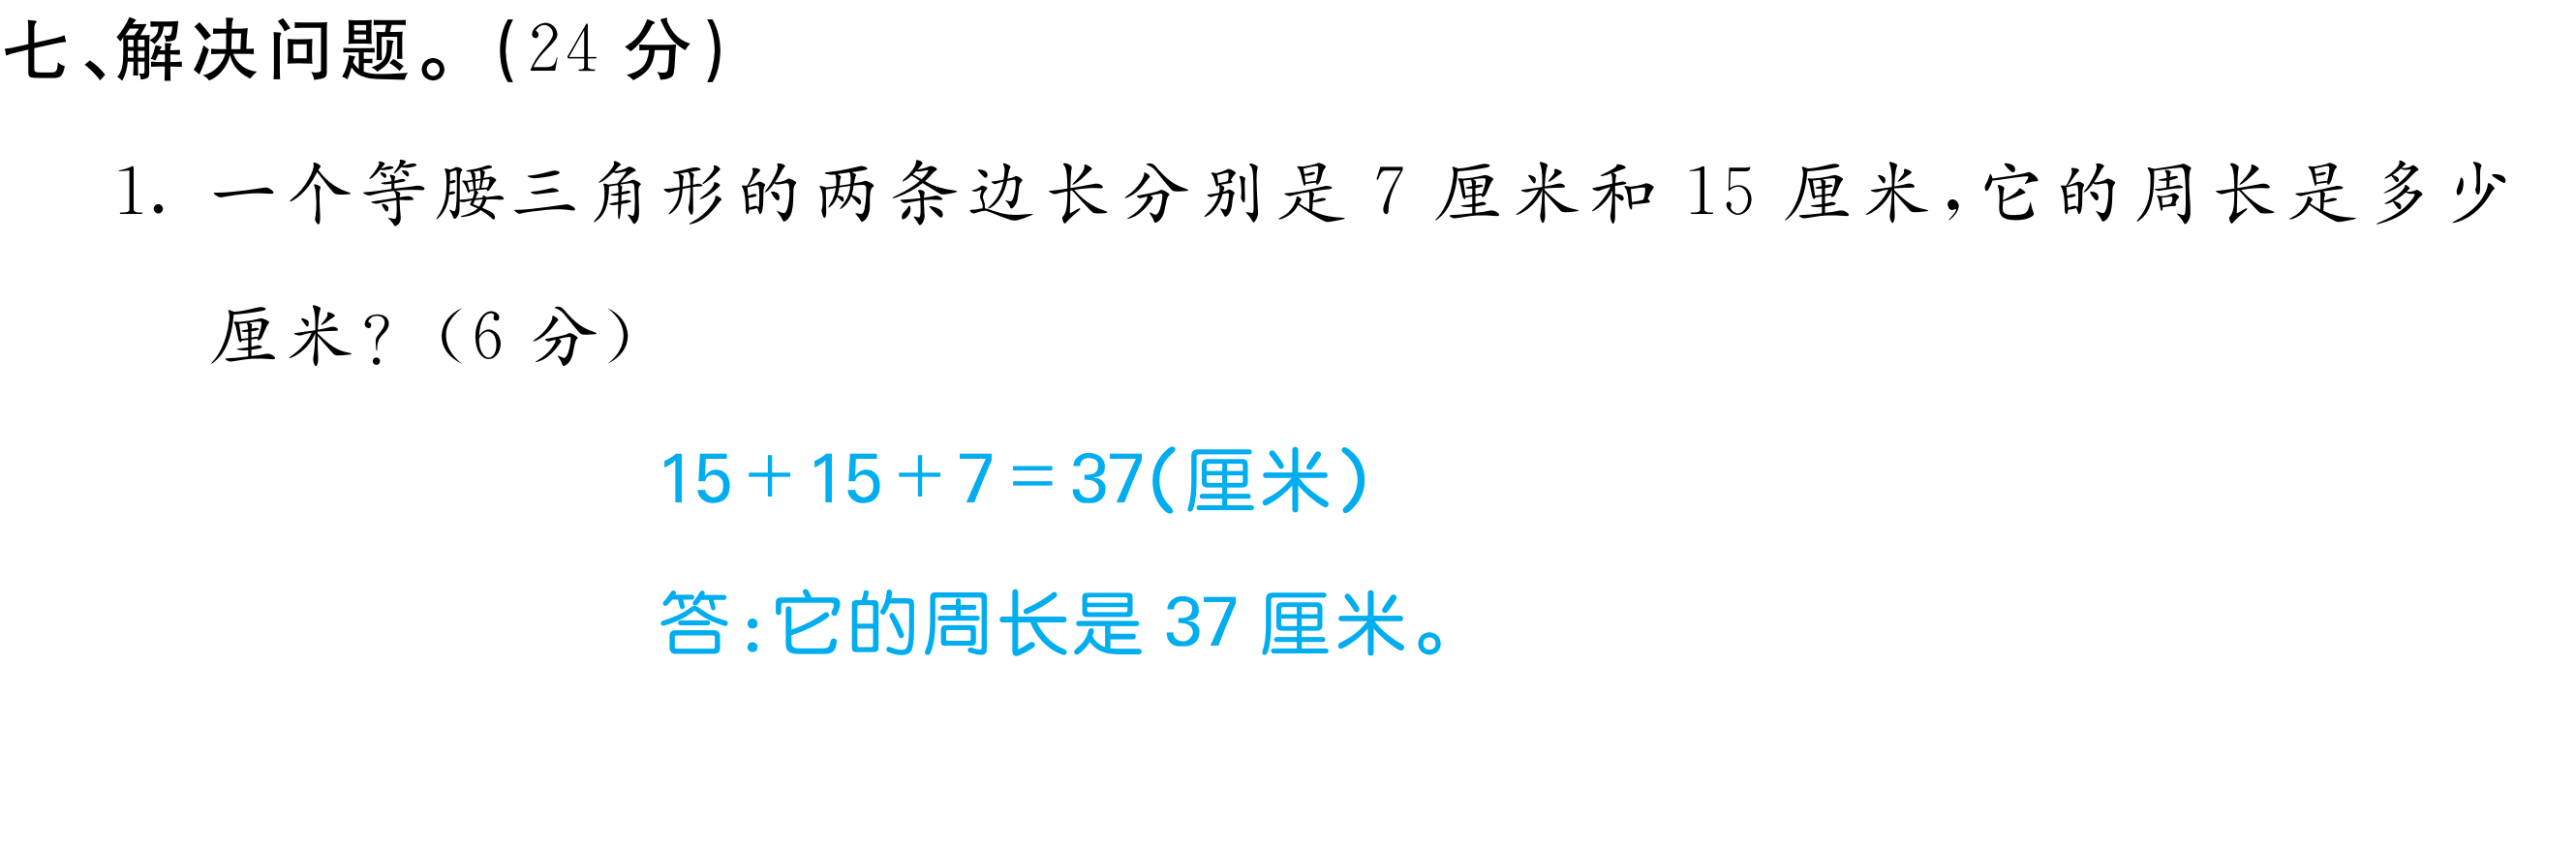 七、解决问题。(24 分)
1. 一个等腰三角形的两条边长分别是 7 厘米和 15 厘米,它的周长是多少
厘米?(6 分)
15+15+7=37(厘米)
答:它的周长是 37 厘米。